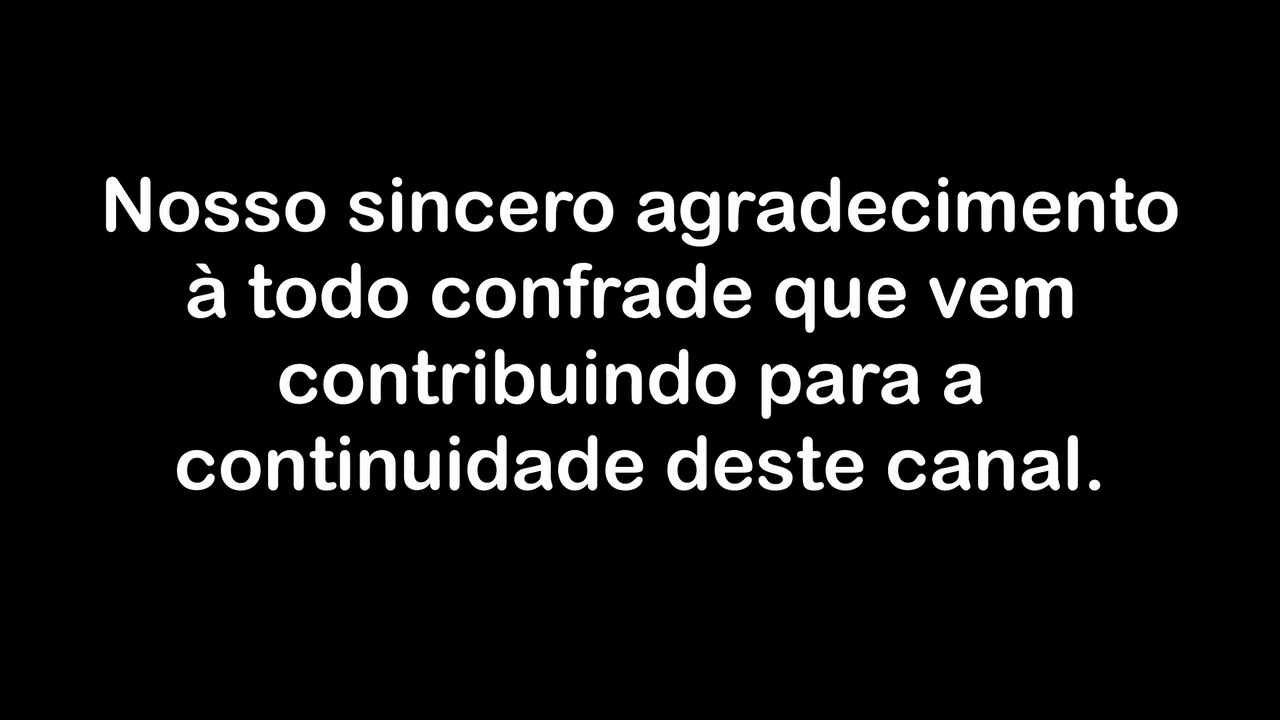 Nosso sincero agradecimento
à todo confrade que vem
contribuindo para a
continuidade deste canal.